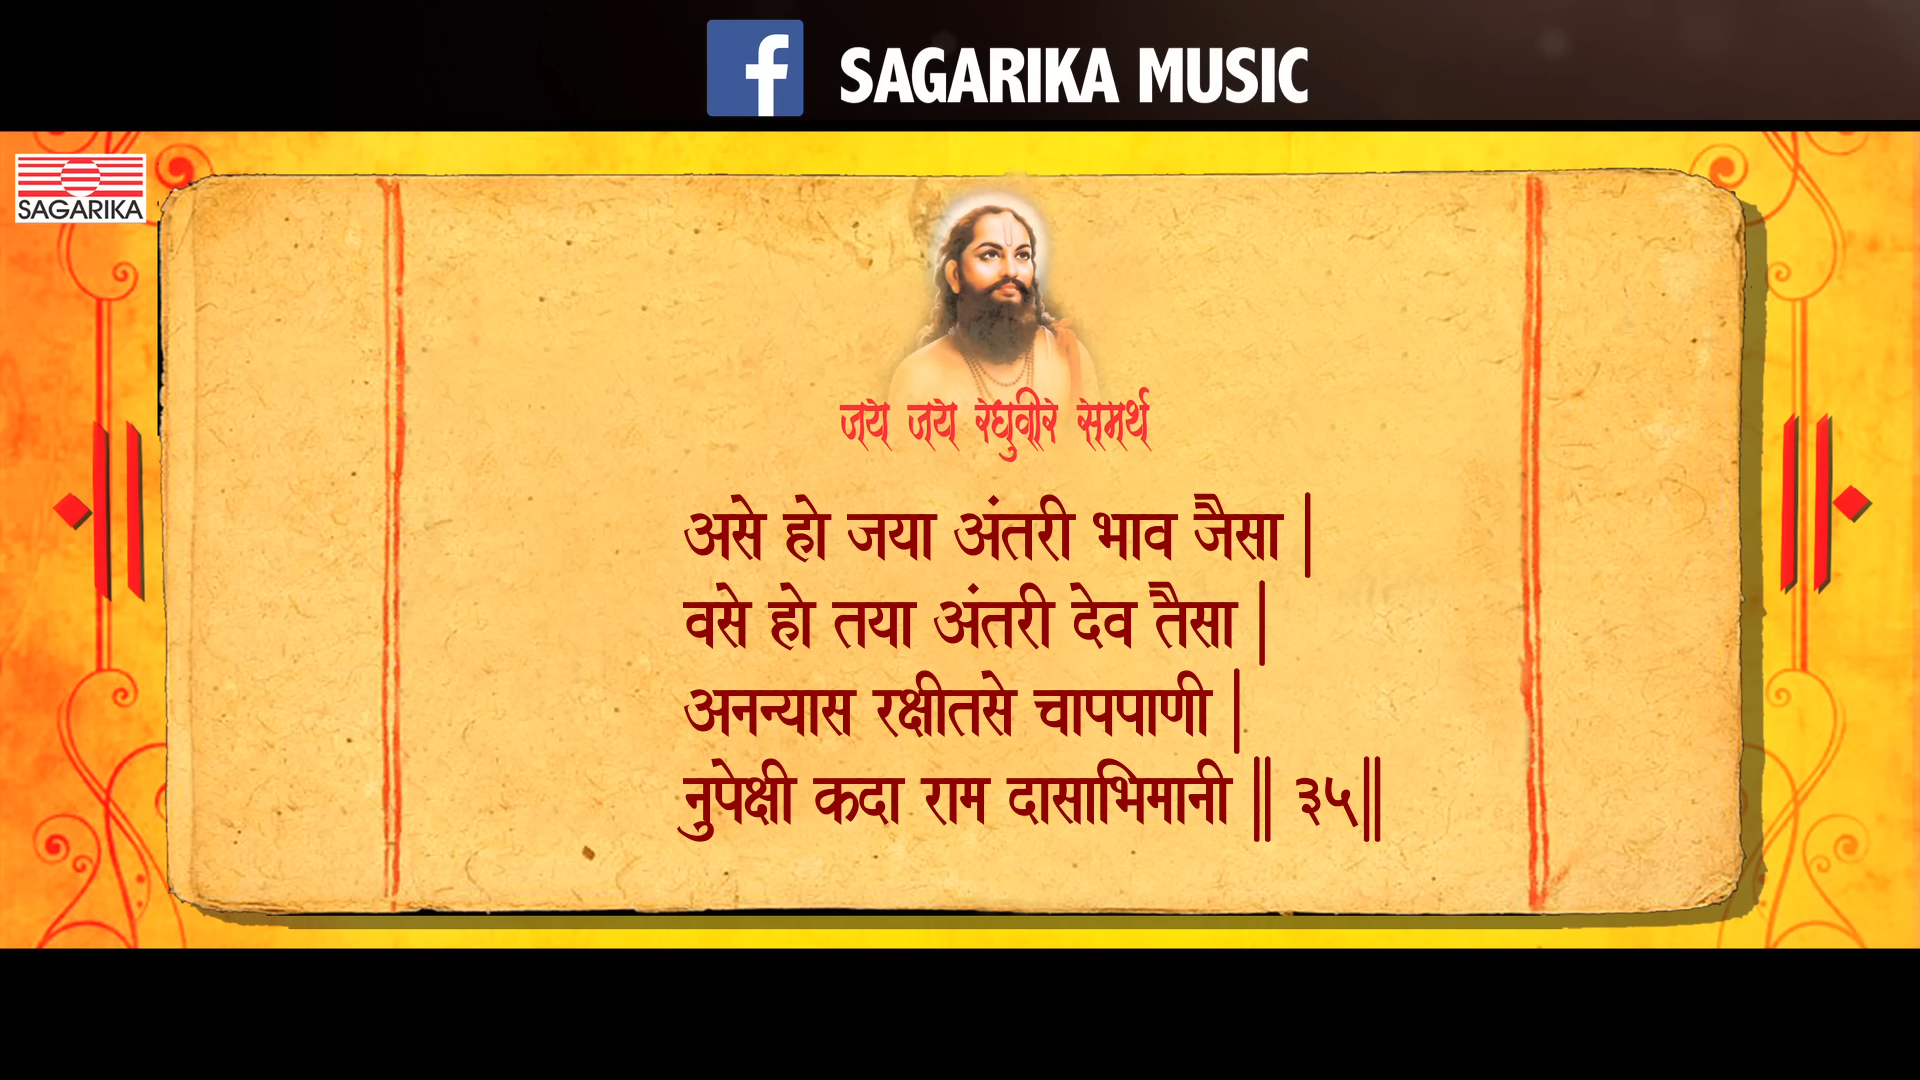 f SAGARIKA MUSIC
SAGARIKA
जय जय रघुवीर समर्थ
असे हो जया अंतरी भाव जैसा |
वसे हो तया अंतरी देव तैसा |
अनन्यास रक्षीतसे चापपाणी |
नुपेक्षी कदा राम दासाभिमानी || ३५||